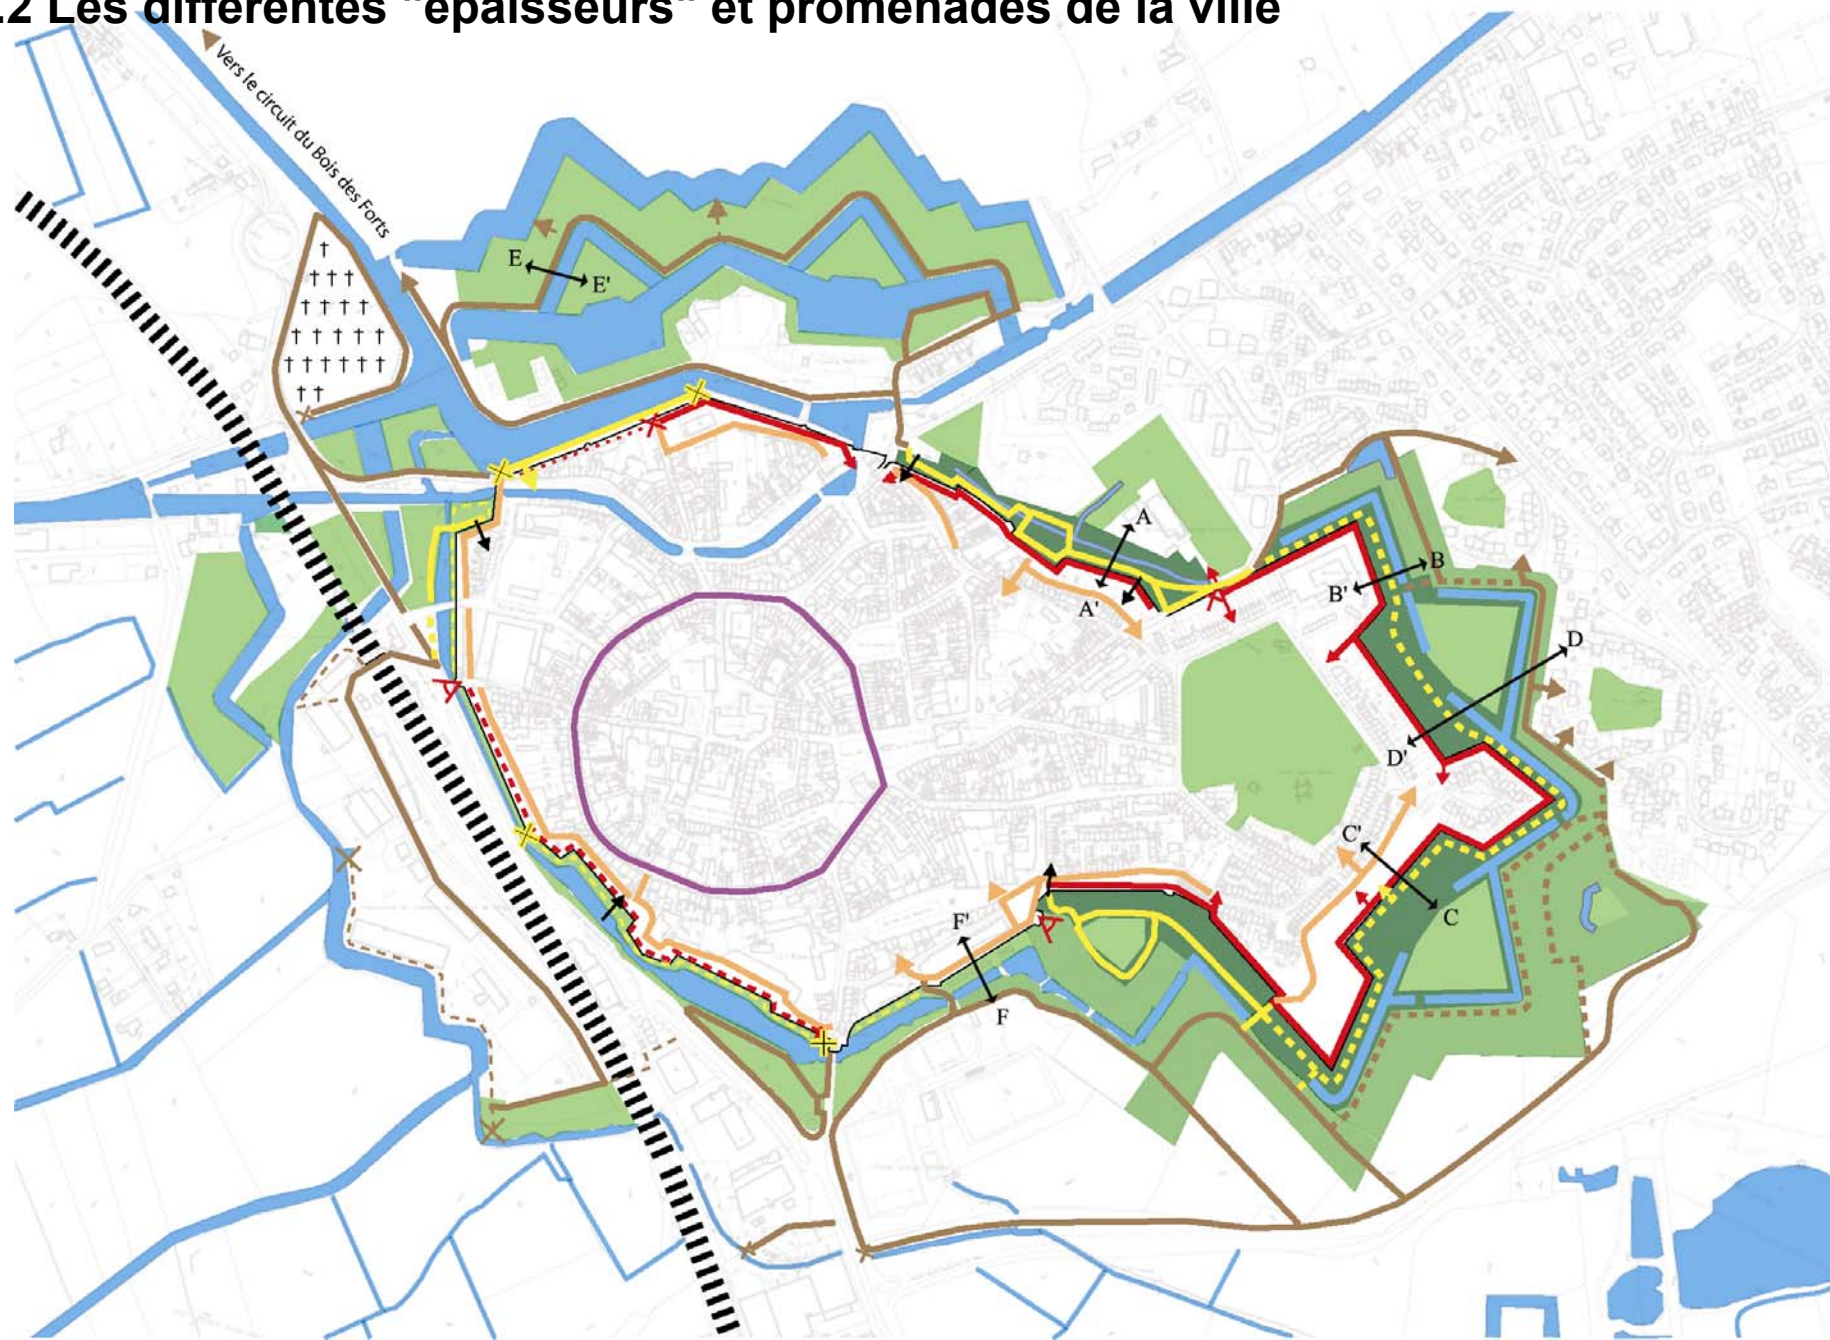 .2 Les différentes "épaisseurs" et promenades de la ville
Vers le circuit du Bois des Forts
E
E'
A
A'
B
B'
D
D'
C'
C
F'
F